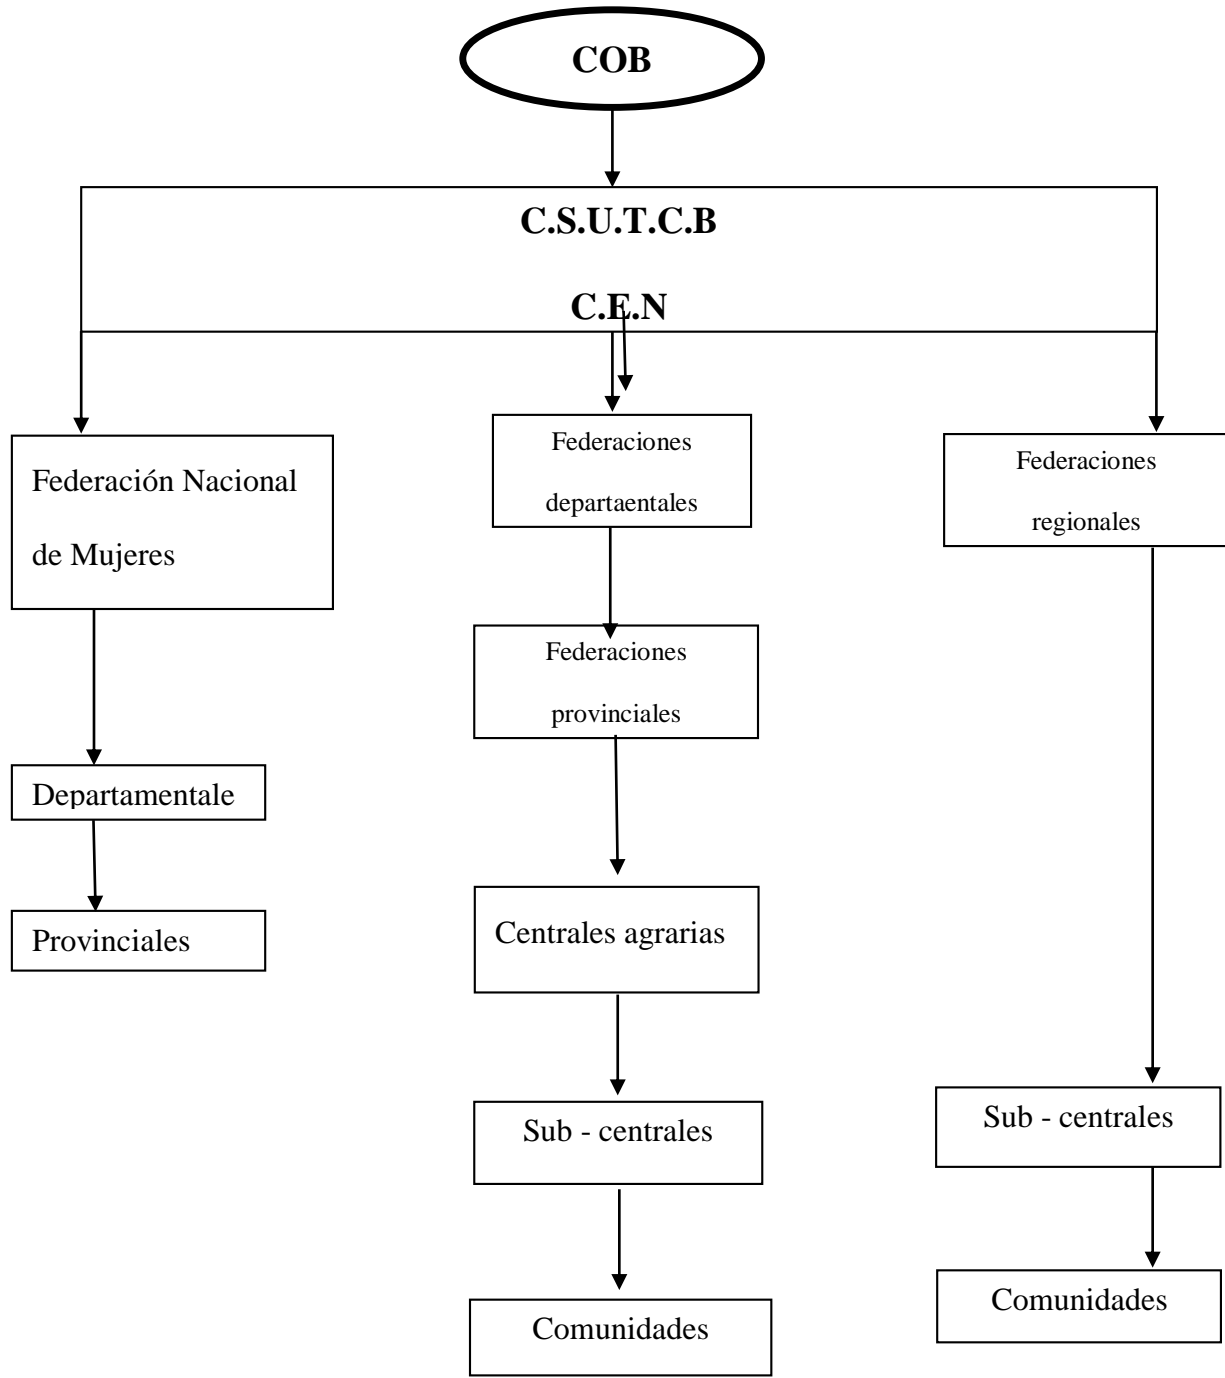 COB
C.S.U.T.C.B
C.E.N
Federación Nacional
de Mujeres
Departamentale
Provinciales
Federaciones
departaentales
Federaciones
provinciales
Centrales agrarias
Sub - centrales
Comunidades
Federaciones
regionales
Sub - centrales
Comunidades